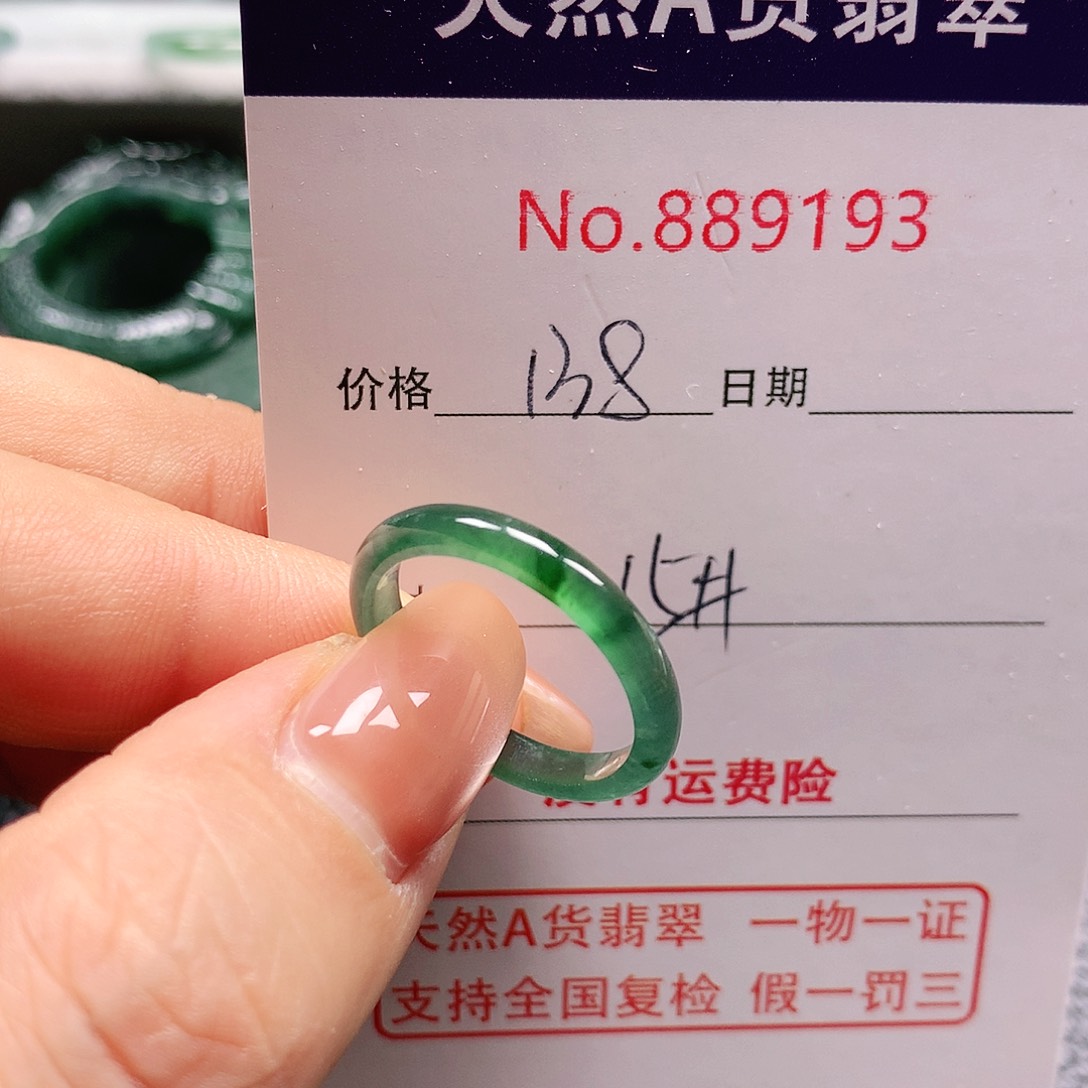 天然A货翡翠
No.889193
价格 138 日期
15#
运费险
天然A货翡翠 一物一证
支持全国复检 假一罚三